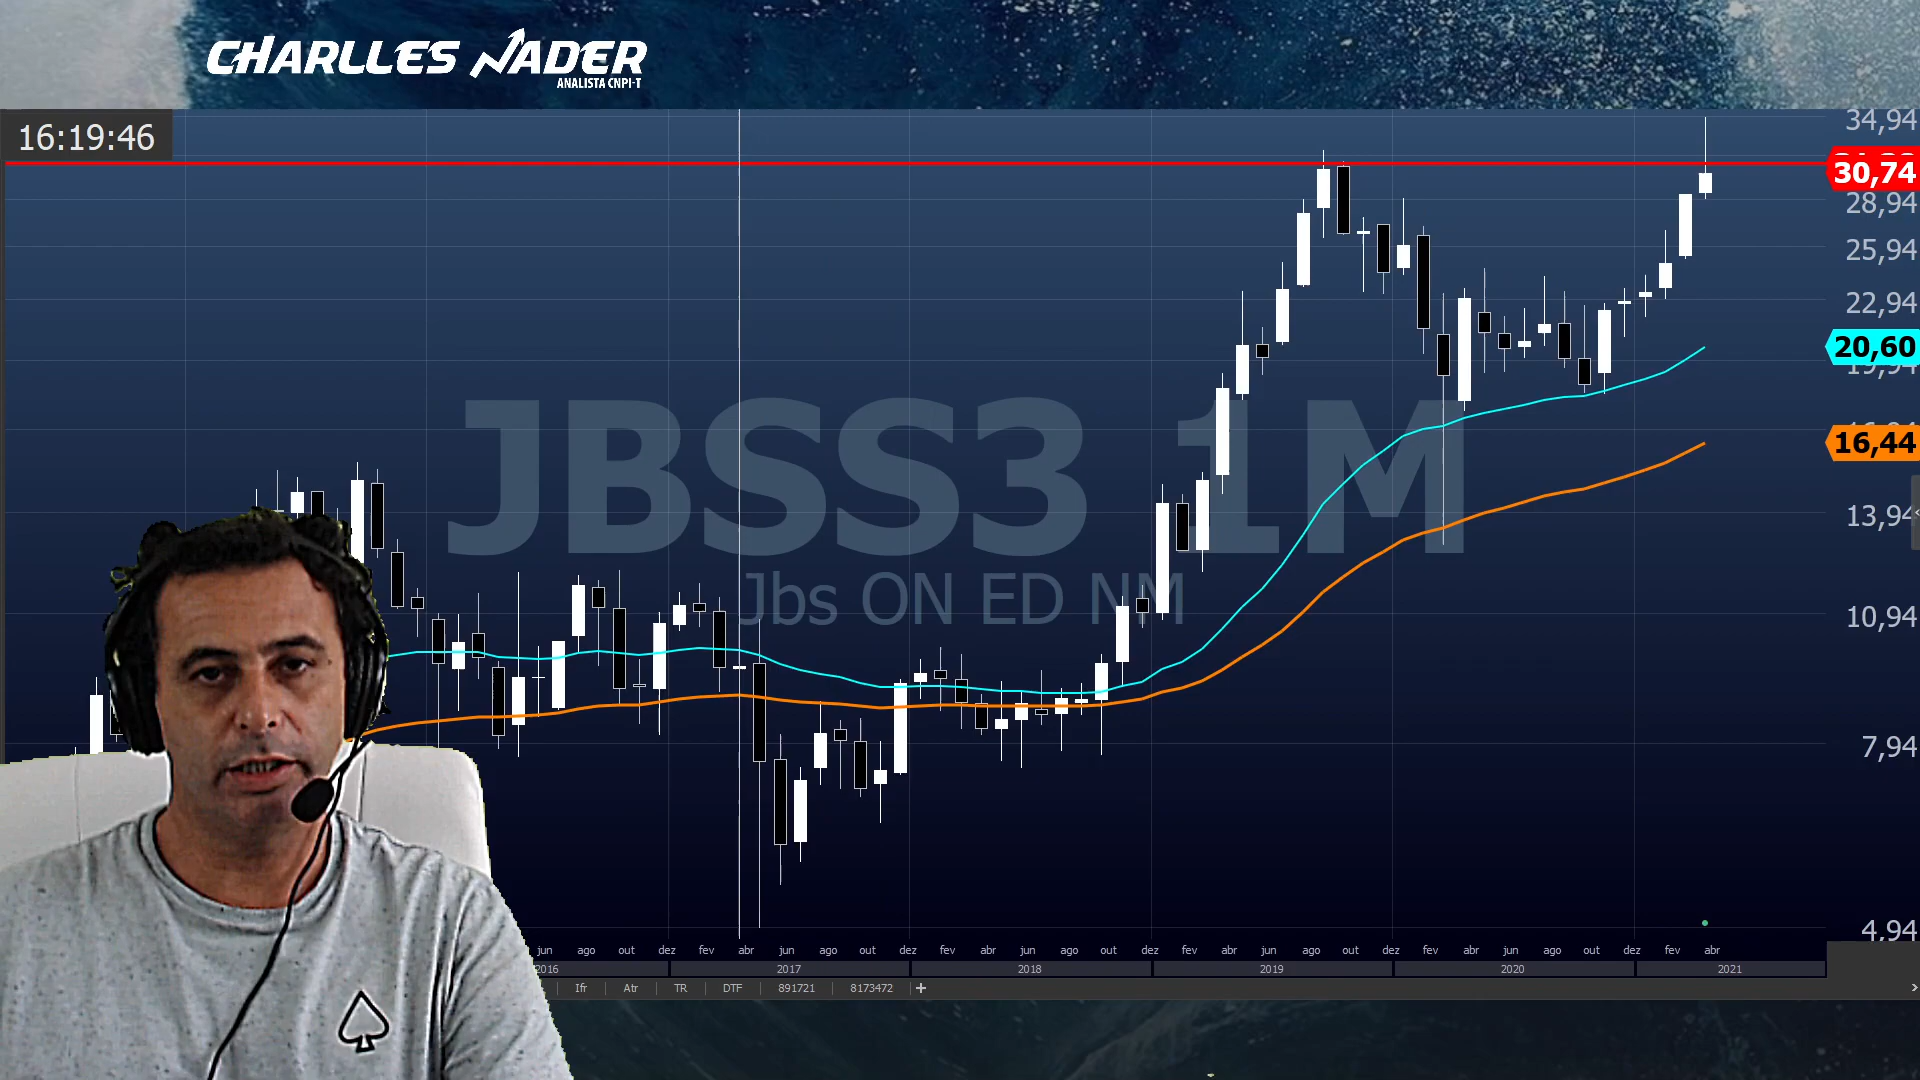 CHARLLES NADER
ANALISTA CNPI-T
16:19:46
34,94
30,74
28,94
25,94
22,94
20,60
19,94
16,44
13,94
10,94
7,94
4,94
JBSS3 1M
Jbs ON ED NM
jun ago out dez fev abr jun ago out dez fev abr jun ago out dez fev abr jun ago out dez fev abr jun ago out dez fev abr
2016 2017 2018 2019 2020 2021
Ifr Atr TR DTF 891721 8173472 +